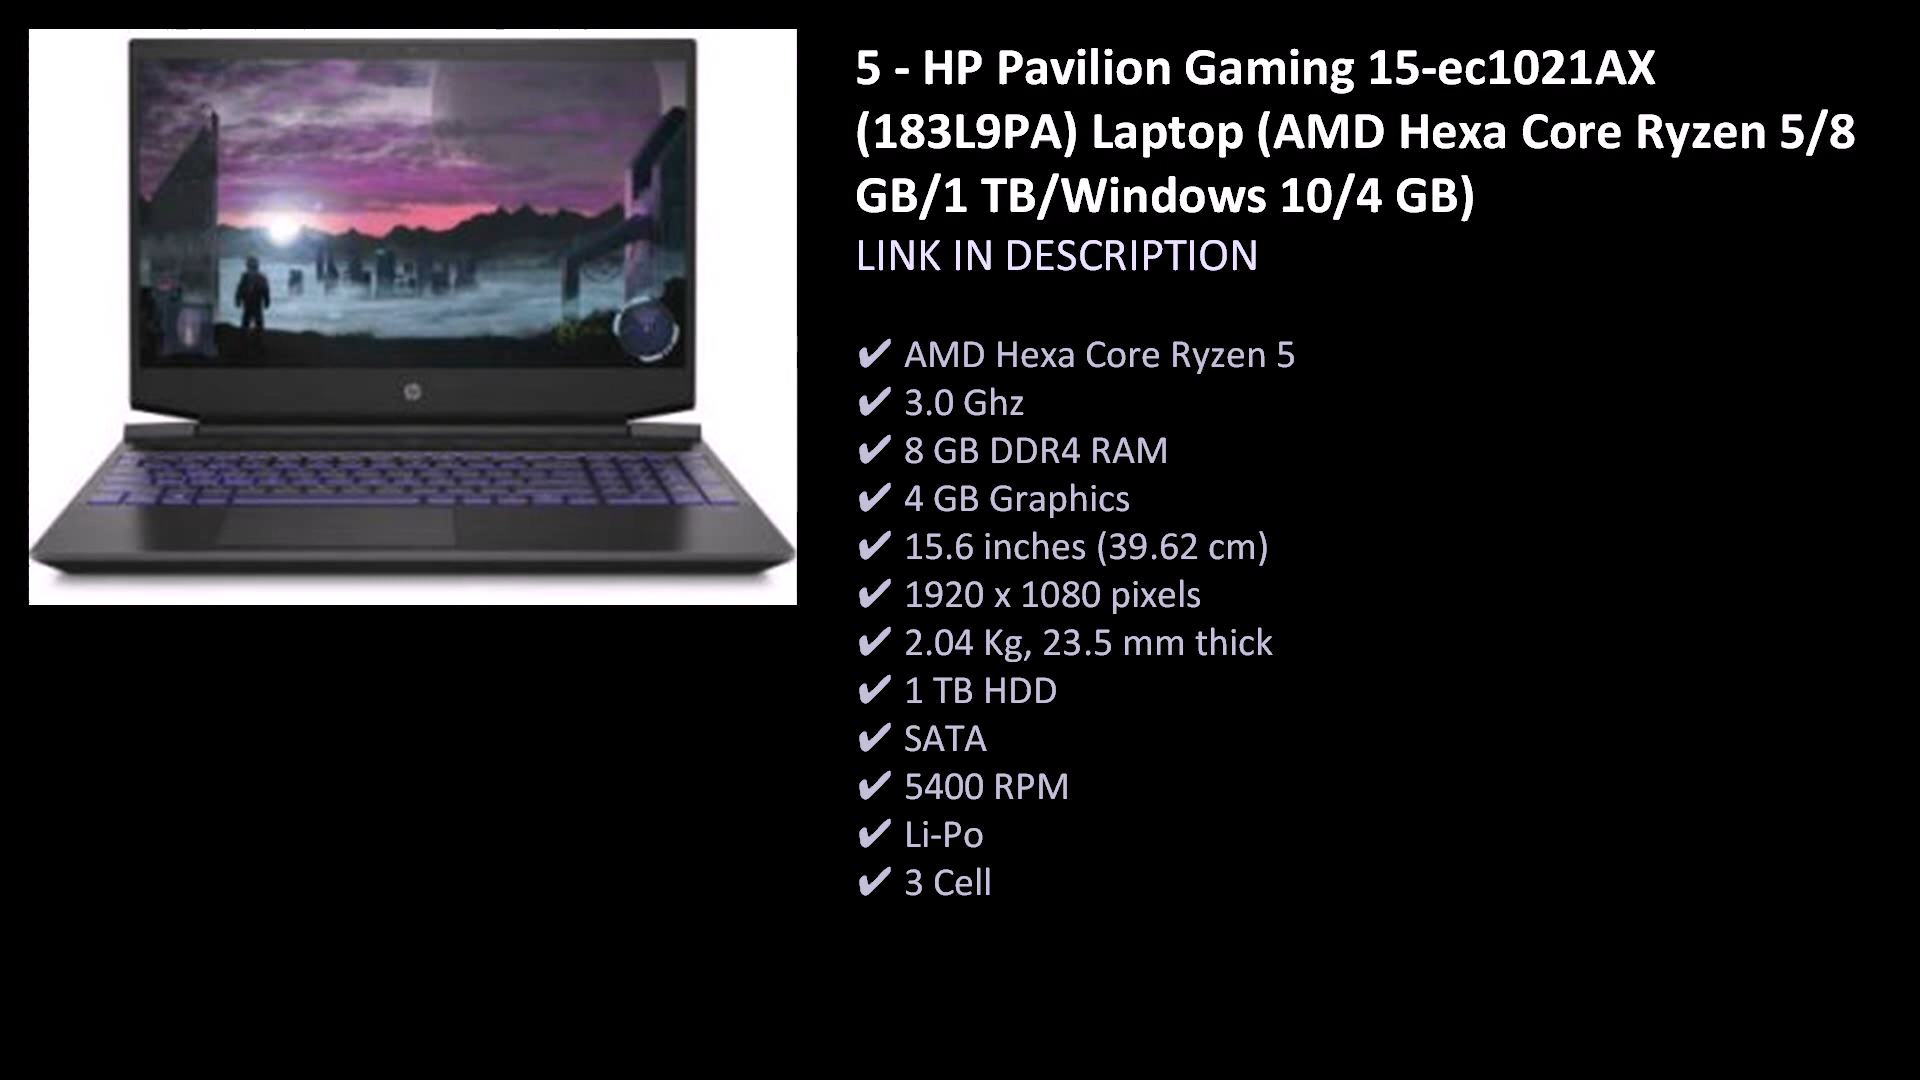 5 - HP Pavilion Gaming 15-ec1021AX
(183L9PA) Laptop (AMD Hexa Core Ryzen 5/8
GB/1 TB/Windows 10/4 GB)
LINK IN DESCRIPTION
✔ AMD Hexa Core Ryzen 5
✔ 3.0 Ghz
✔ 8 GB DDR4 RAM
✔ 4 GB Graphics
✔ 15.6 inches (39.62 cm)
✔ 1920 x 1080 pixels
✔ 2.04 Kg, 23.5 mm thick
✔ 1 TB HDD
✔ SATA
✔ 5400 RPM
✔ Li-Po
✔ 3 Cell